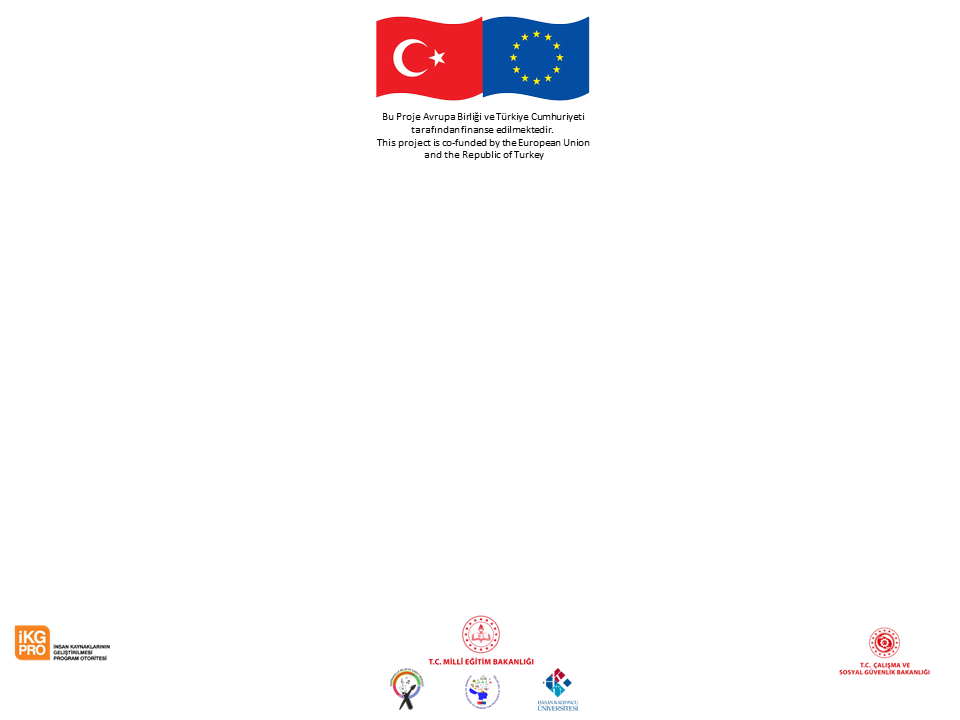 Bu Proje Avrupa Birliği ve Türkiye Cumhuriyeti
tarafından finanse edilmektedir.
This project is co-funded by the European Union
and the Republic of Turkey
iKG
PRO
İNSAN KAYNAKLARININ
GELİŞTİRİLMESİ
PROGRAM OTORİTESİ
T.C. MİLLÎ EĞİTİM BAKANLIĞI
HASAN KALYONCU
ÜNİVERSİTESİ
T.C. ÇALIŞMA VE
SOSYAL GÜVENLİK BAKANLIĞI